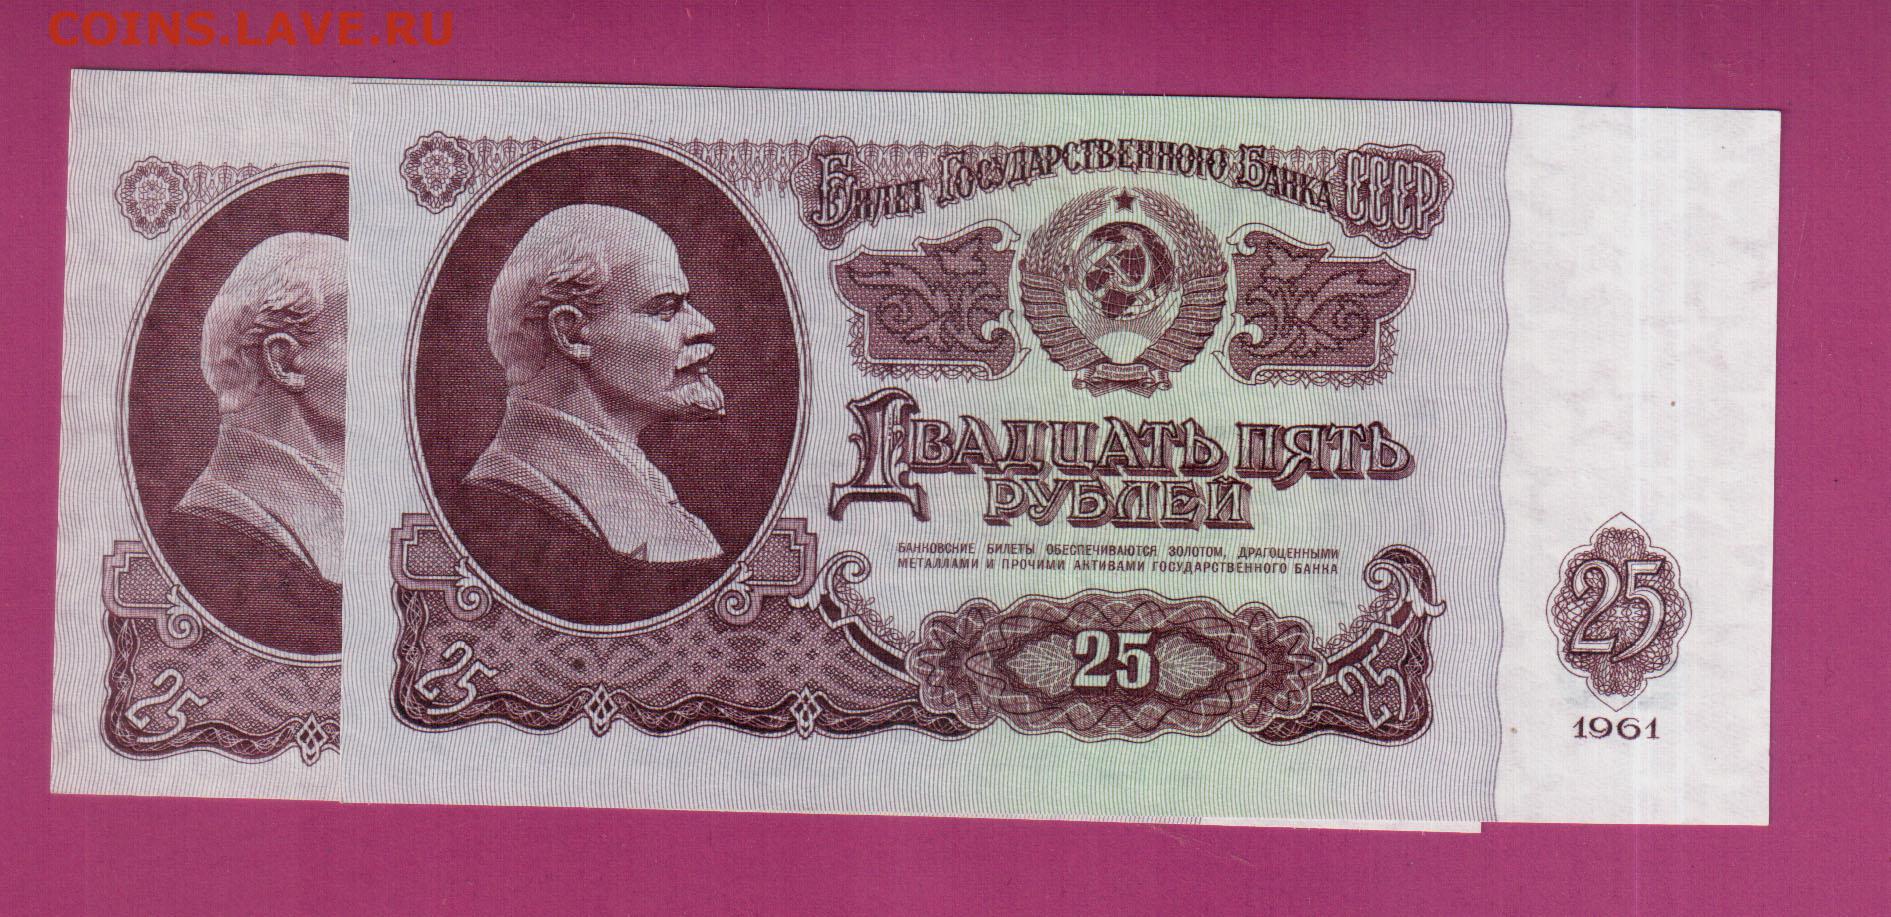 COINS.LAVE.RU
Билет Государственного Банка СССР
Двадцать пять
рублей
БАНКОВСКИЕ БИЛЕТЫ ОБЕСПЕЧИВАЮТСЯ ЗОЛОТОМ, ДРАГОЦЕННЫМИ
МЕТАЛЛАМИ И ПРОЧИМИ АКТИВАМИ ГОСУДАРСТВЕННОГО БАНКА
25
25
25
25
25
1961